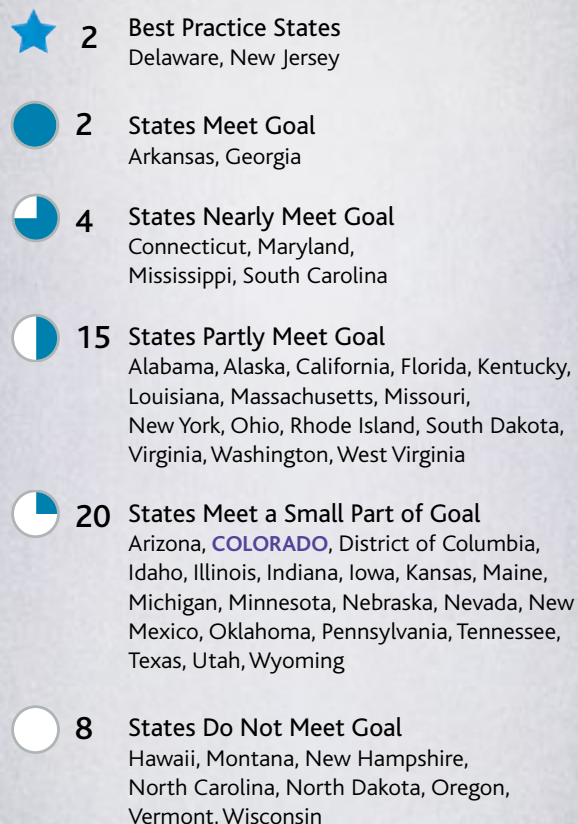 2 Best Practice States
Delaware, New Jersey
2 States Meet Goal
Arkansas, Georgia
4 States Nearly Meet Goal
Connecticut, Maryland,
Mississippi, South Carolina
15 States Partly Meet Goal
Alabama, Alaska, California, Florida, Kentucky,
Louisiana, Massachusetts, Missouri,
New York, Ohio, Rhode Island, South Dakota,
Virginia, Washington, West Virginia
20 States Meet a Small Part of Goal
Arizona, COLORADO, District of Columbia,
Idaho, Illinois, Indiana, Iowa, Kansas, Maine,
Michigan, Minnesota, Nebraska, Nevada, New
Mexico, Oklahoma, Pennsylvania, Tennessee,
Texas, Utah, Wyoming
8 States Do Not Meet Goal
Hawaii, Montana, New Hampshire,
North Carolina, North Dakota, Oregon,
Vermont, Wisconsin